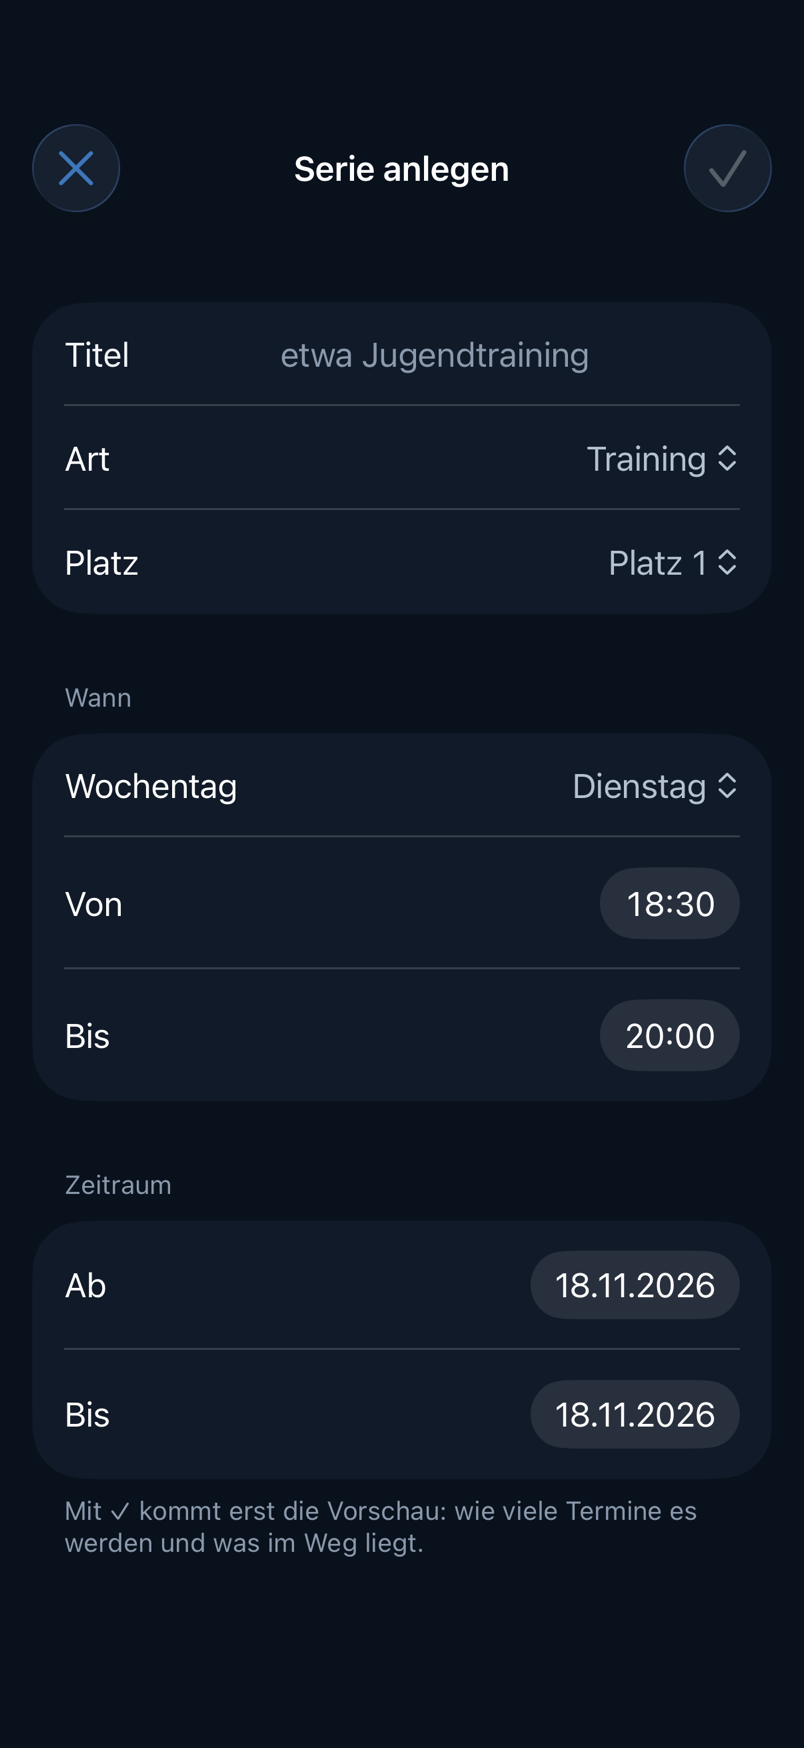 Serie anlegen
Titel etwa Jugendtraining
Art Training
Platz Platz 1
Wann
Wochentag Dienstag
Von 18:30
Bis 20:00
Zeitraum
Ab 18.11.2026
Bis 18.11.2026
Mit ✓ kommt erst die Vorschau: wie viele Termine es
werden und was im Weg liegt.